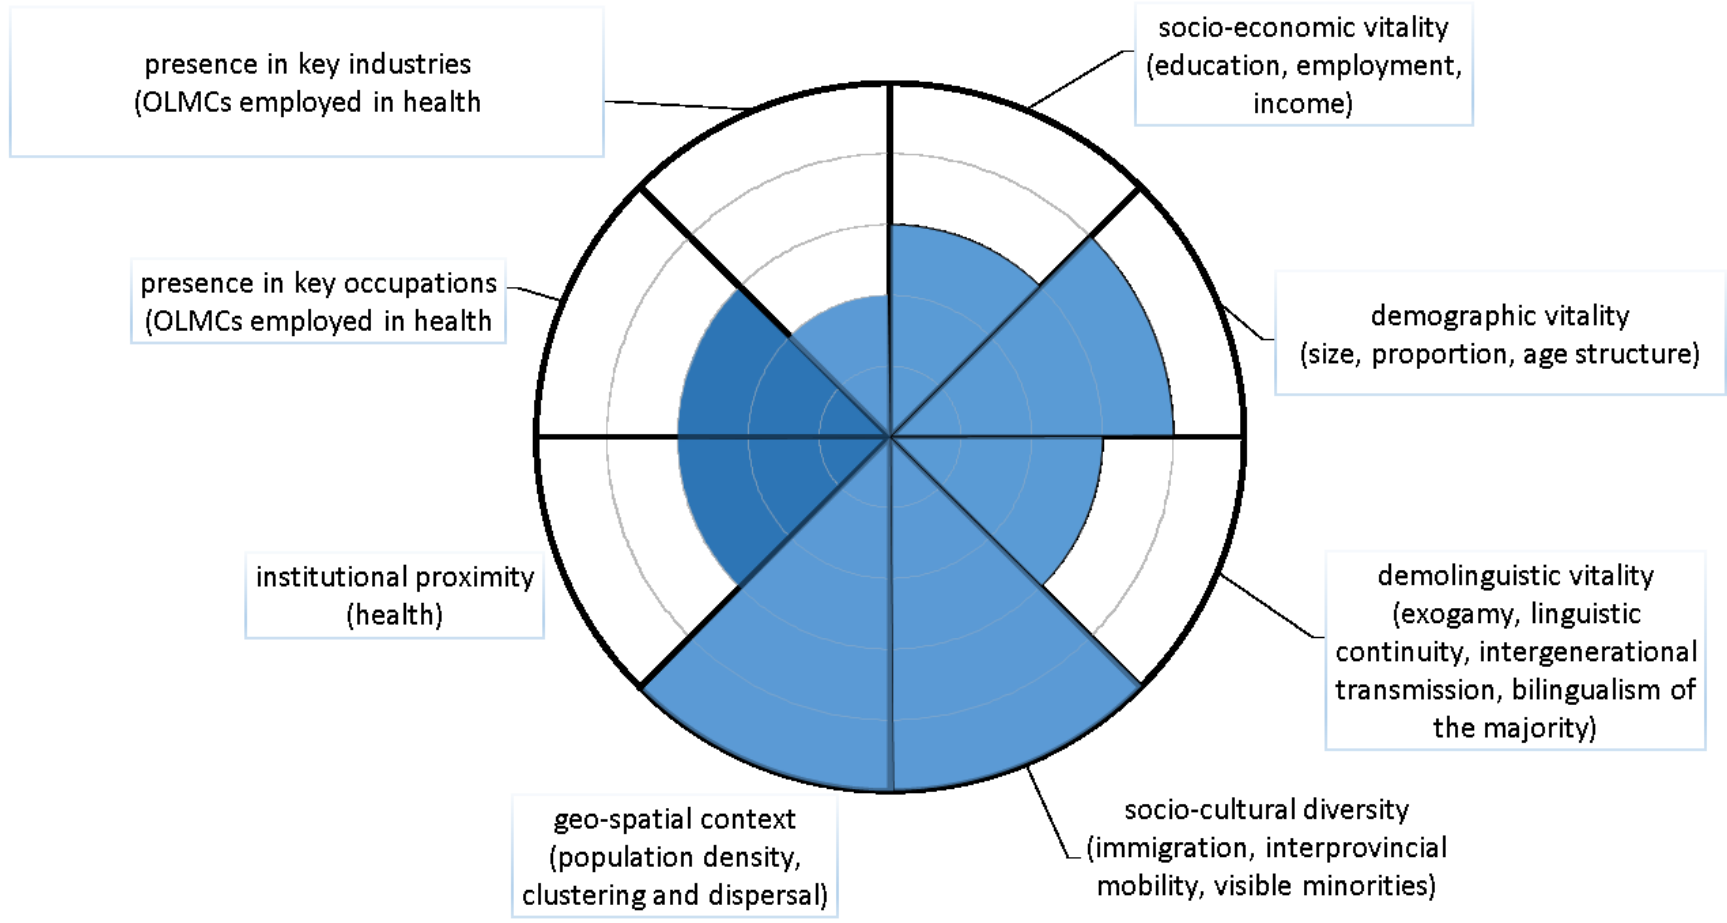 presence in key industries
(OLMCs employed in health
socio-economic vitality
(education, employment,
income)
presence in key occupations
(OLMCs employed in health
demographic vitality
(size, proportion, age structure)
institutional proximity
(health)
demolinguistic vitality
(exogamy, linguistic
continuity, intergenerational
transmission, bilingualism of
the majority)
geo-spatial context
(population density,
clustering and dispersal)
socio-cultural diversity
(immigration, interprovincial
mobility, visible minorities)